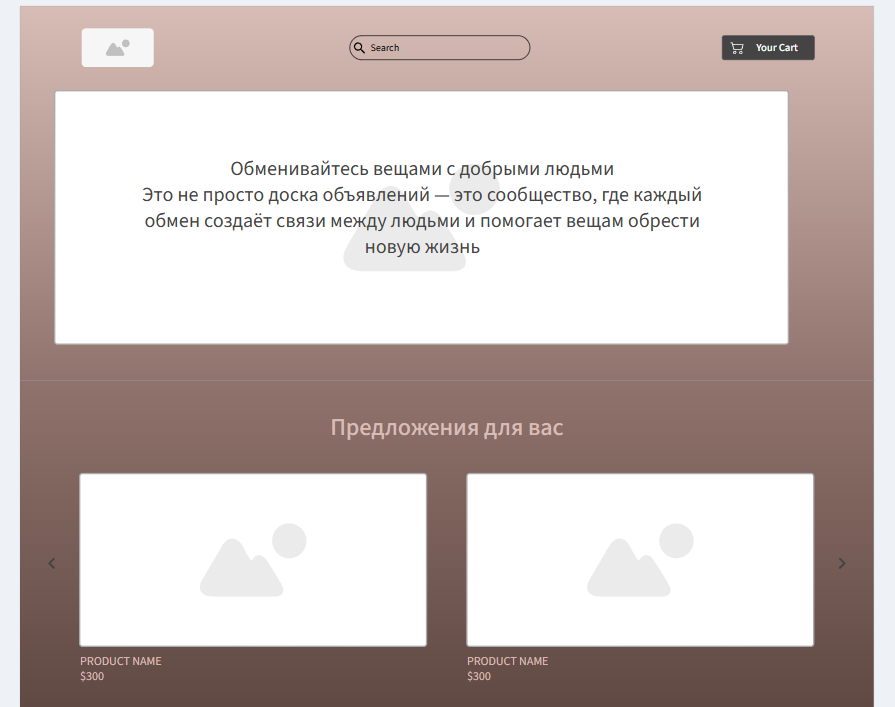 Search
Your Cart
Обменивайтесь вещами с добрыми людьми
Это не просто доска объявлений — это сообщество, где каждый
обмен создаёт связи между людьми и помогает вещам обрести
новую жизнь
Предложения для вас
PRODUCT NAME
$300
PRODUCT NAME
$300